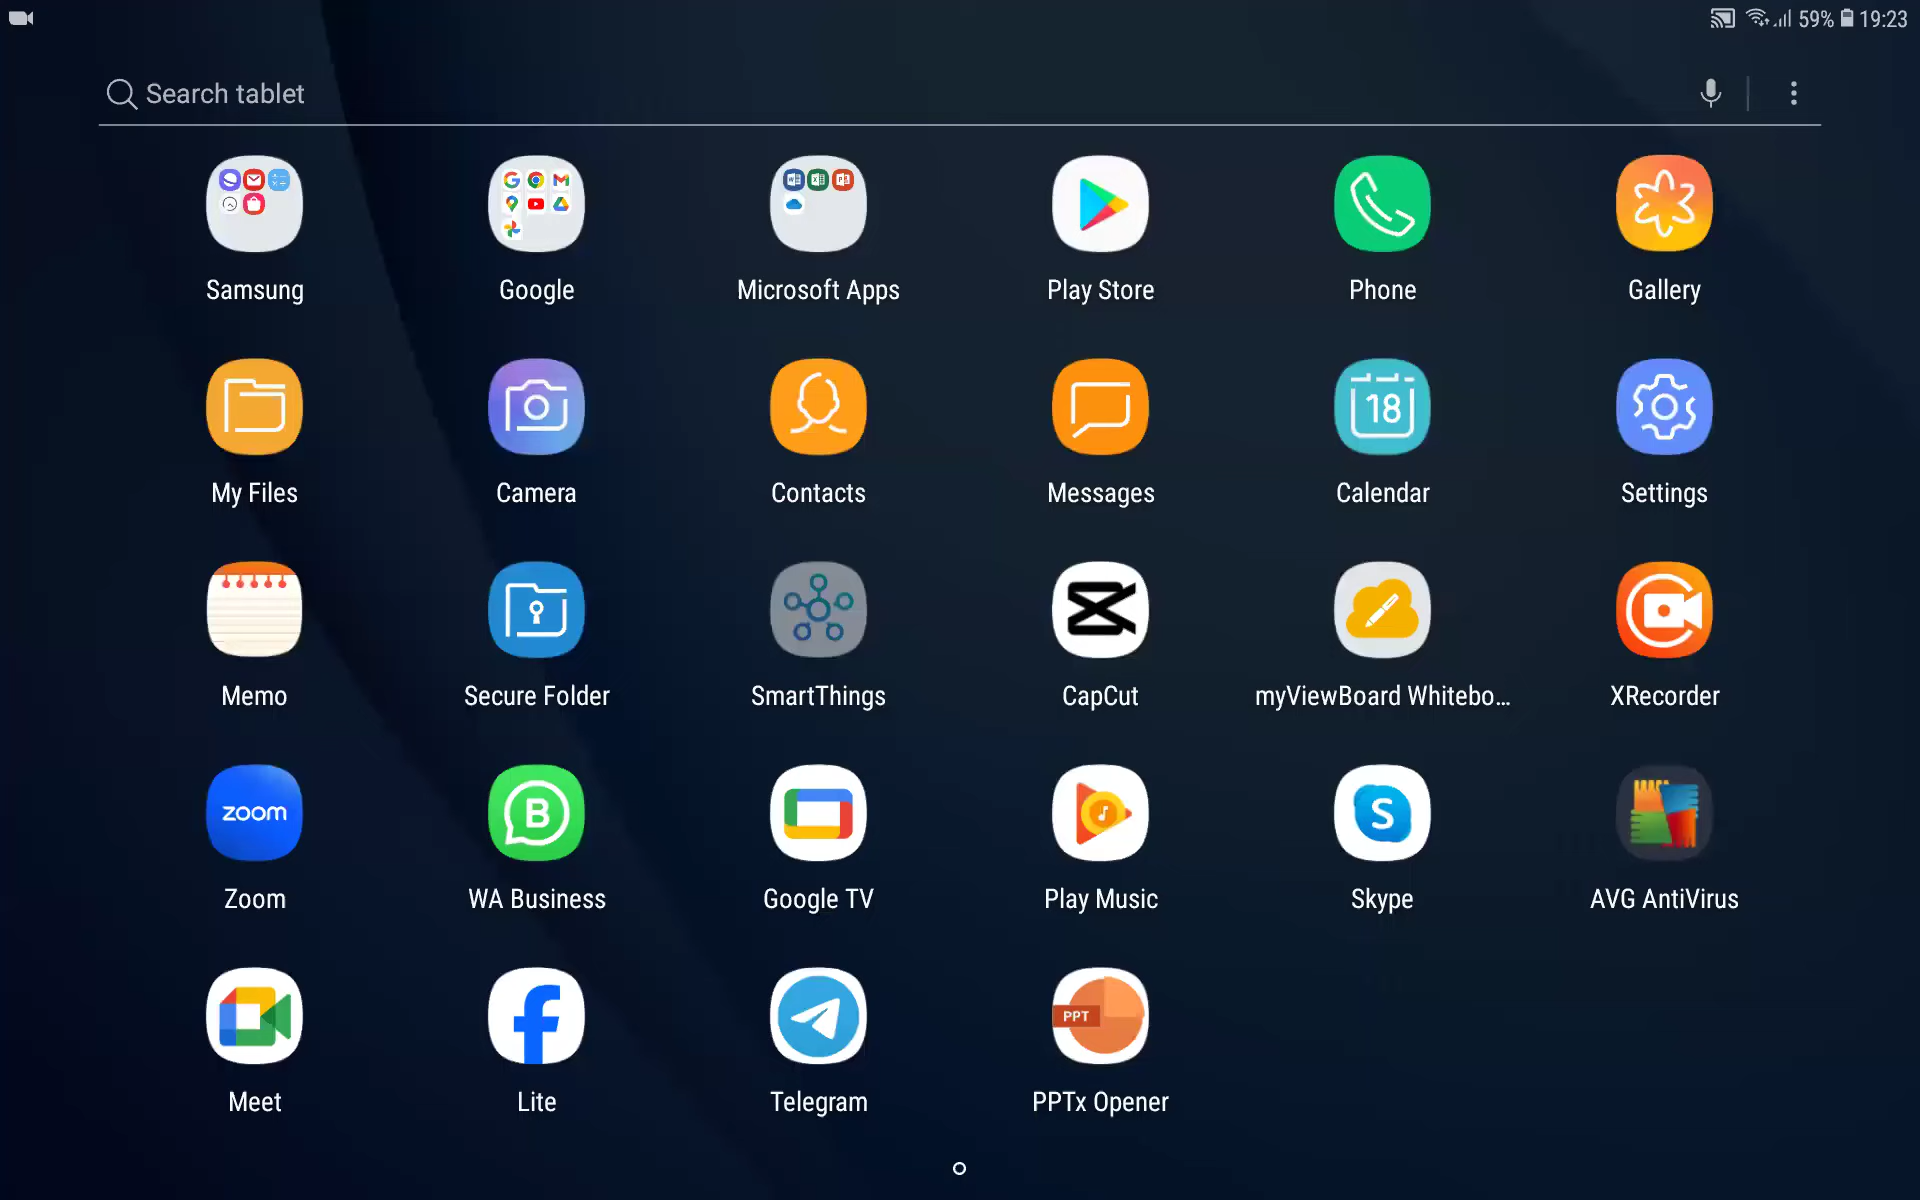 59% 19:23
Search tablet
Samsung Google Microsoft Apps Play Store Phone Gallery
18
My Files Camera Contacts Messages Calendar Settings
Memo Secure Folder SmartThings CapCut myViewBoard Whitebo... XRecorder
zoom B S
Zoom WA Business Google TV Play Music Skype AVG AntiVirus
PPT
Meet Lite Telegram PPTx Opener